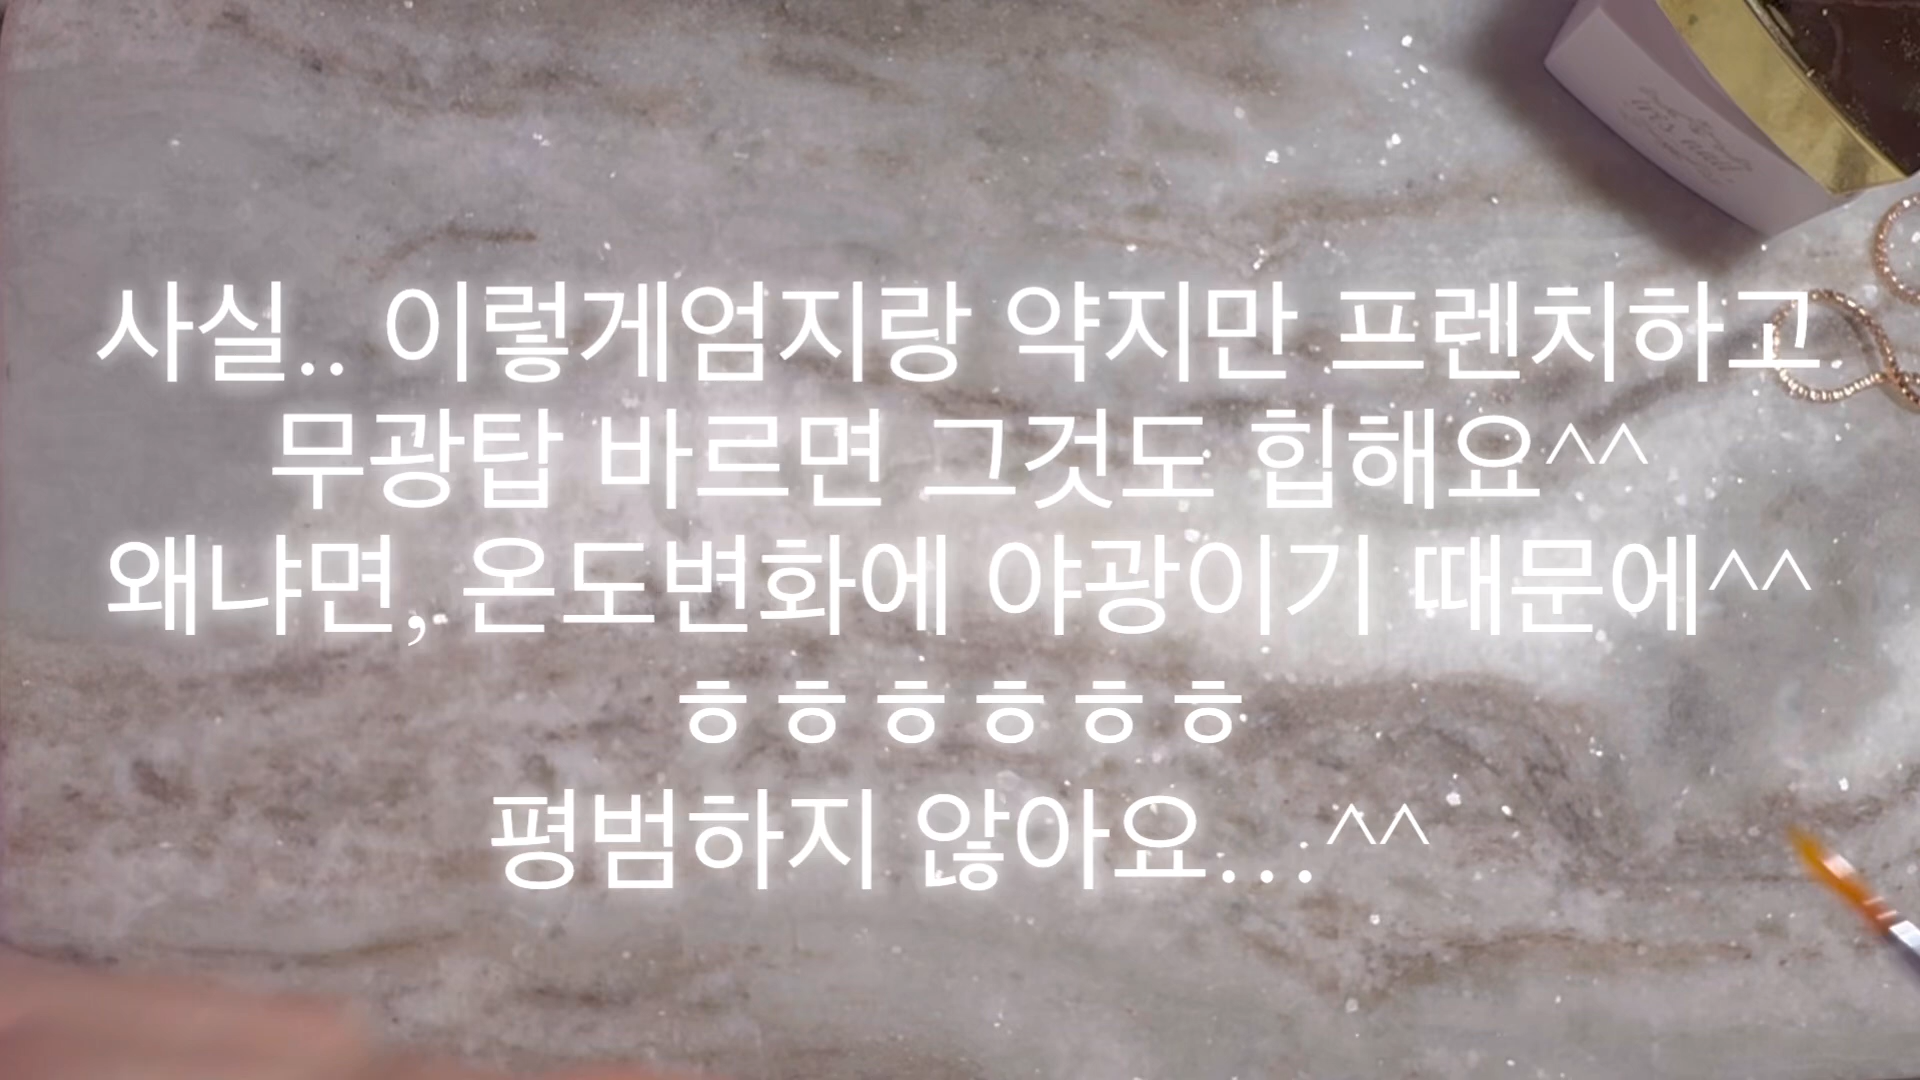 사실.. 이렇게엄지랑 약지만 프렌치하고
무광탑 바르면 그것도 힙해요^^
왜냐면, 온도변화에 야광이기 때문에^^
ㅎㅎㅎㅎㅎㅎ
평범하지 않아요...^^